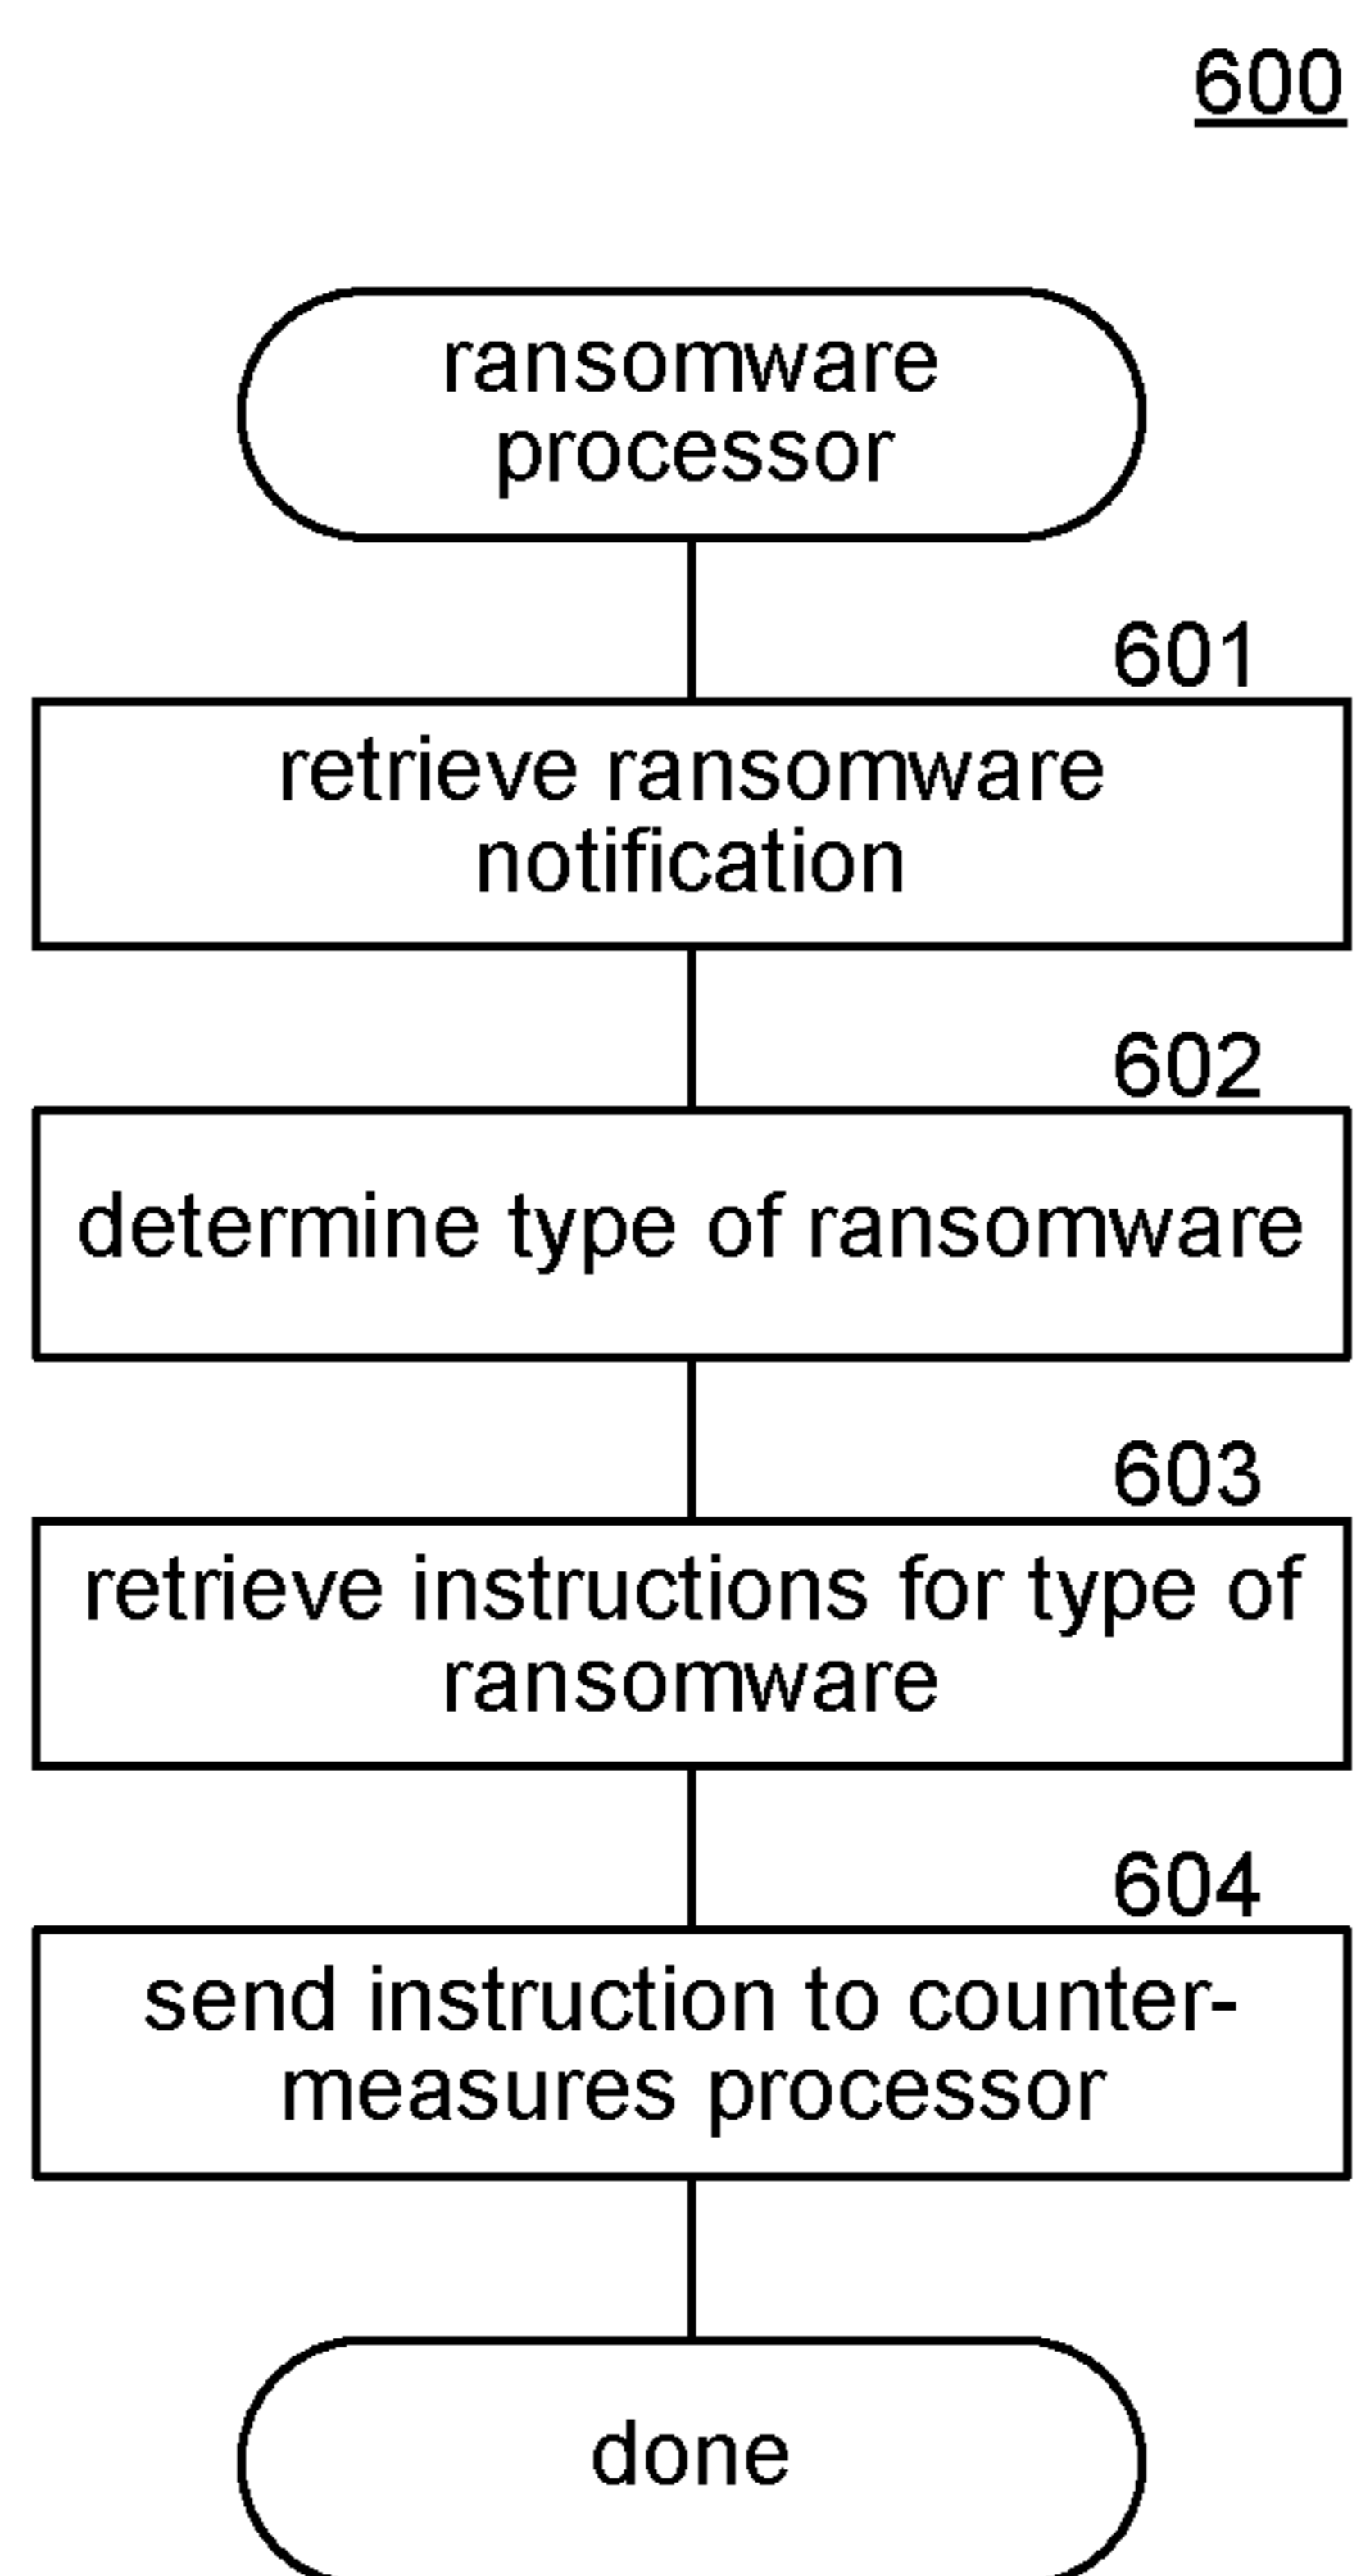 600
ransomware
processor
601
retrieve ransomware
notification
602
determine type of ransomware
603
retrieve instructions for type of
ransomware
604
send instruction to counter-
measures processor
done